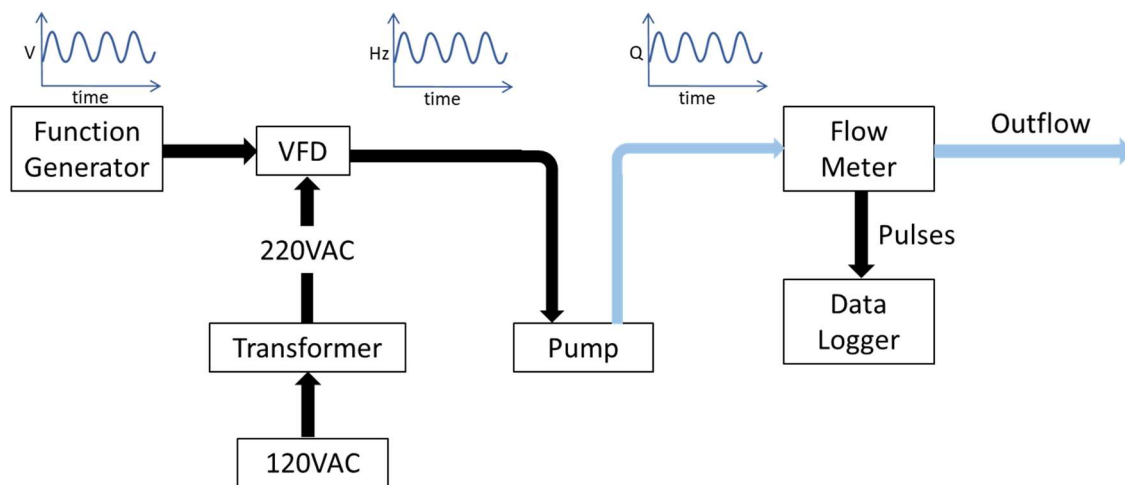 V
time
Hz
time
Q
time
Function
Generator
VFD
Flow
Meter
Outflow
220VAC
Pulses
Transformer
Pump
Data
Logger
120VAC